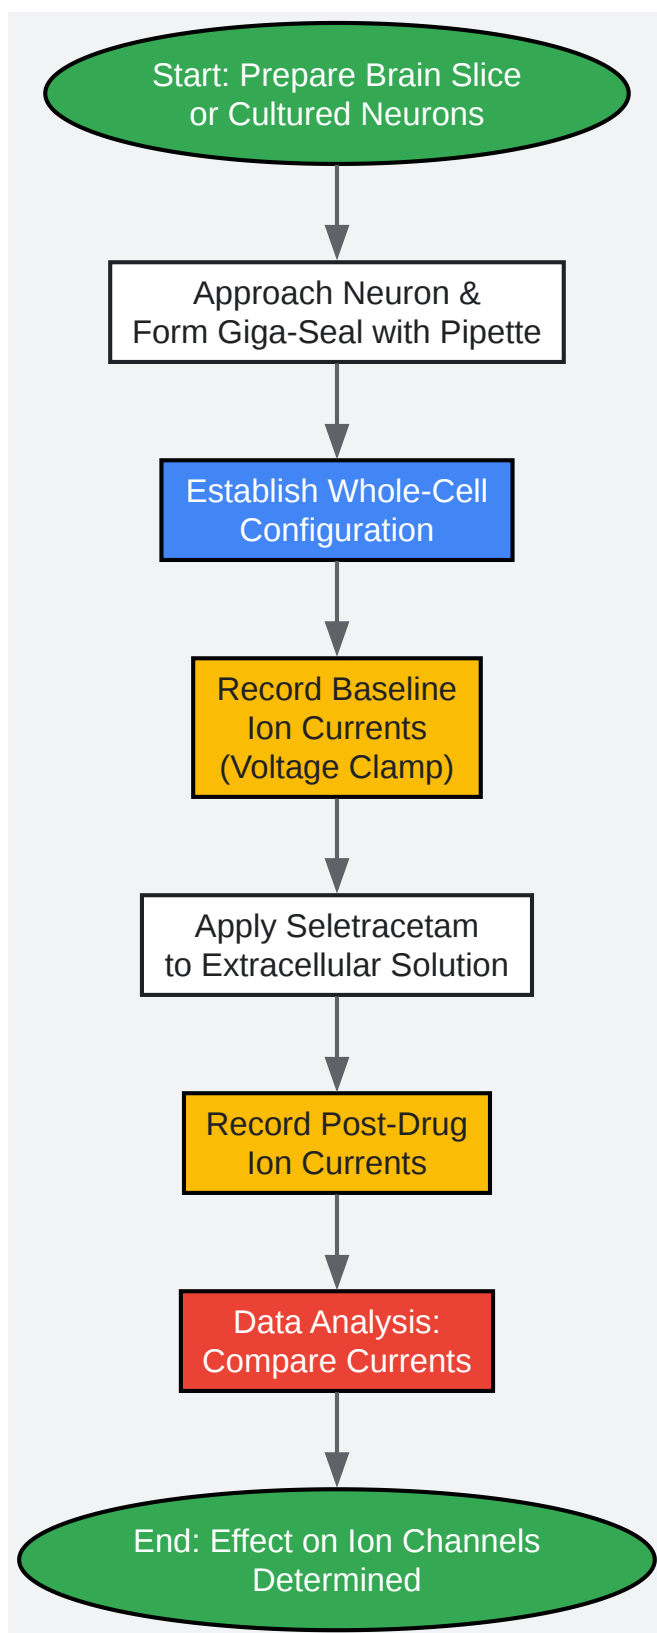 Start: Prepare Brain Slice
or Cultured Neurons
Approach Neuron &
Form Giga-Seal with Pipette
Establish Whole-Cell
Configuration
Record Baseline
Ion Currents
(Voltage Clamp)
Apply Seletracetam
to Extracellular Solution
Record Post-Drug
Ion Currents
Data Analysis:
Compare Currents
End: Effect on Ion Channels
Determined